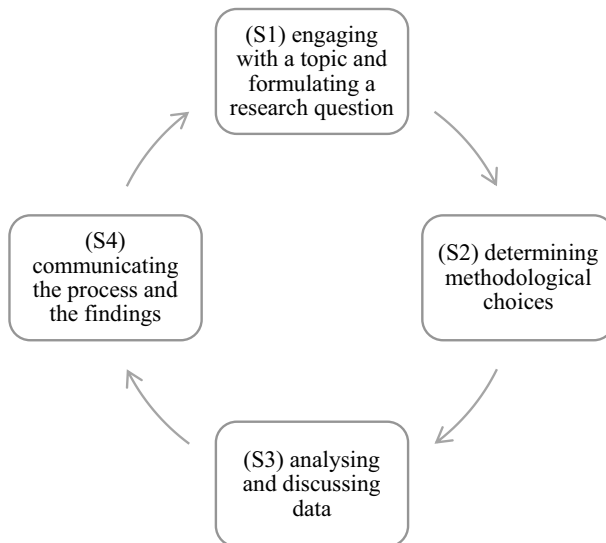 (S1) engaging
with a topic and
formulating a
research question
(S2) determining
methodological
choices
(S3) analysing
and discussing
data
(S4)
communicating
the process and
the findings